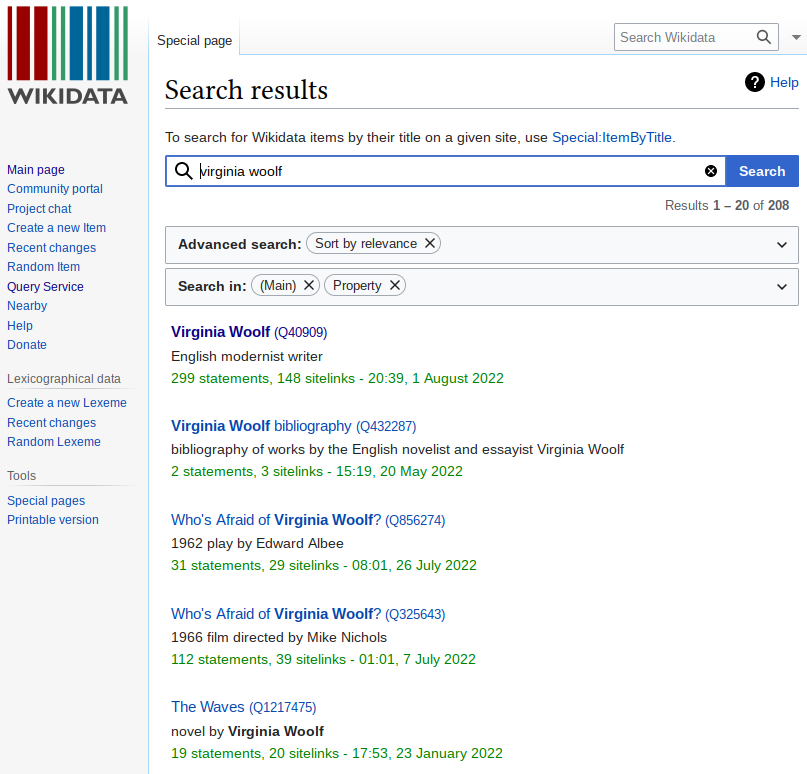 WIKIDATA
Special page
Search Wikidata
Main page
Community portal
Project chat
Create a new Item
Recent changes
Random Item
Query Service
Nearby
Help
Donate
Lexicographical data
Create a new Lexeme
Recent changes
Random Lexeme
Tools
Special pages
Printable version
Search results
? Help
To search for Wikidata items by their title on a given site, use Special:ItemByTitle.
virginia woolf Search
Results 1 – 20 of 208
Advanced search: Sort by relevance
Search in: (Main) Property
Virginia Woolf (Q40909)
English modernist writer
299 statements, 148 sitelinks - 20:39, 1 August 2022
Virginia Woolf bibliography (Q432287)
bibliography of works by the English novelist and essayist Virginia Woolf
2 statements, 3 sitelinks - 15:19, 20 May 2022
Who's Afraid of Virginia Woolf? (Q856274)
1962 play by Edward Albee
31 statements, 29 sitelinks - 08:01, 26 July 2022
Who's Afraid of Virginia Woolf? (Q325643)
1966 film directed by Mike Nichols
112 statements, 39 sitelinks - 01:01, 7 July 2022
The Waves (Q1217475)
novel by Virginia Woolf
19 statements, 20 sitelinks - 17:53, 23 January 2022